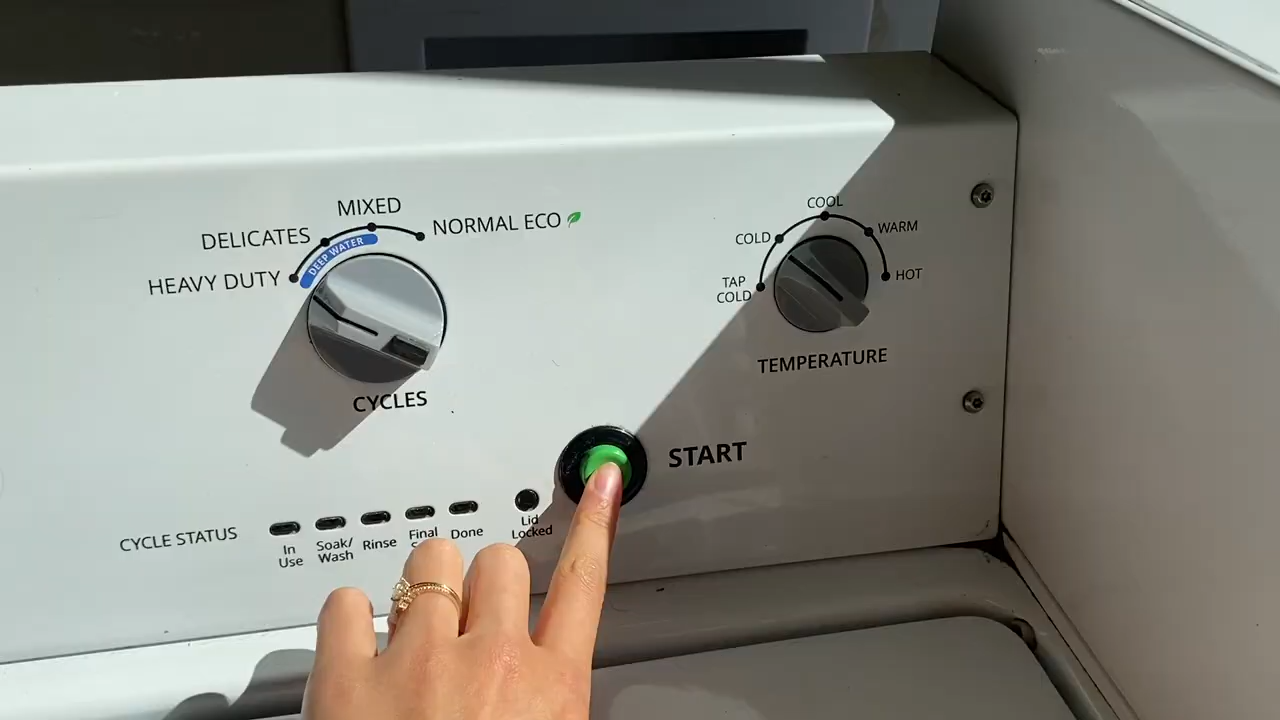 MIXED
DELICATES
NORMAL ECO
DEEP WATER
HEAVY DUTY
CYCLES
COOL
COLD
WARM
TAP
COLD
HOT
TEMPERATURE
START
CYCLE STATUS
In
Use
Soak/
Wash
Rinse
Final
Done
Lid
Locked